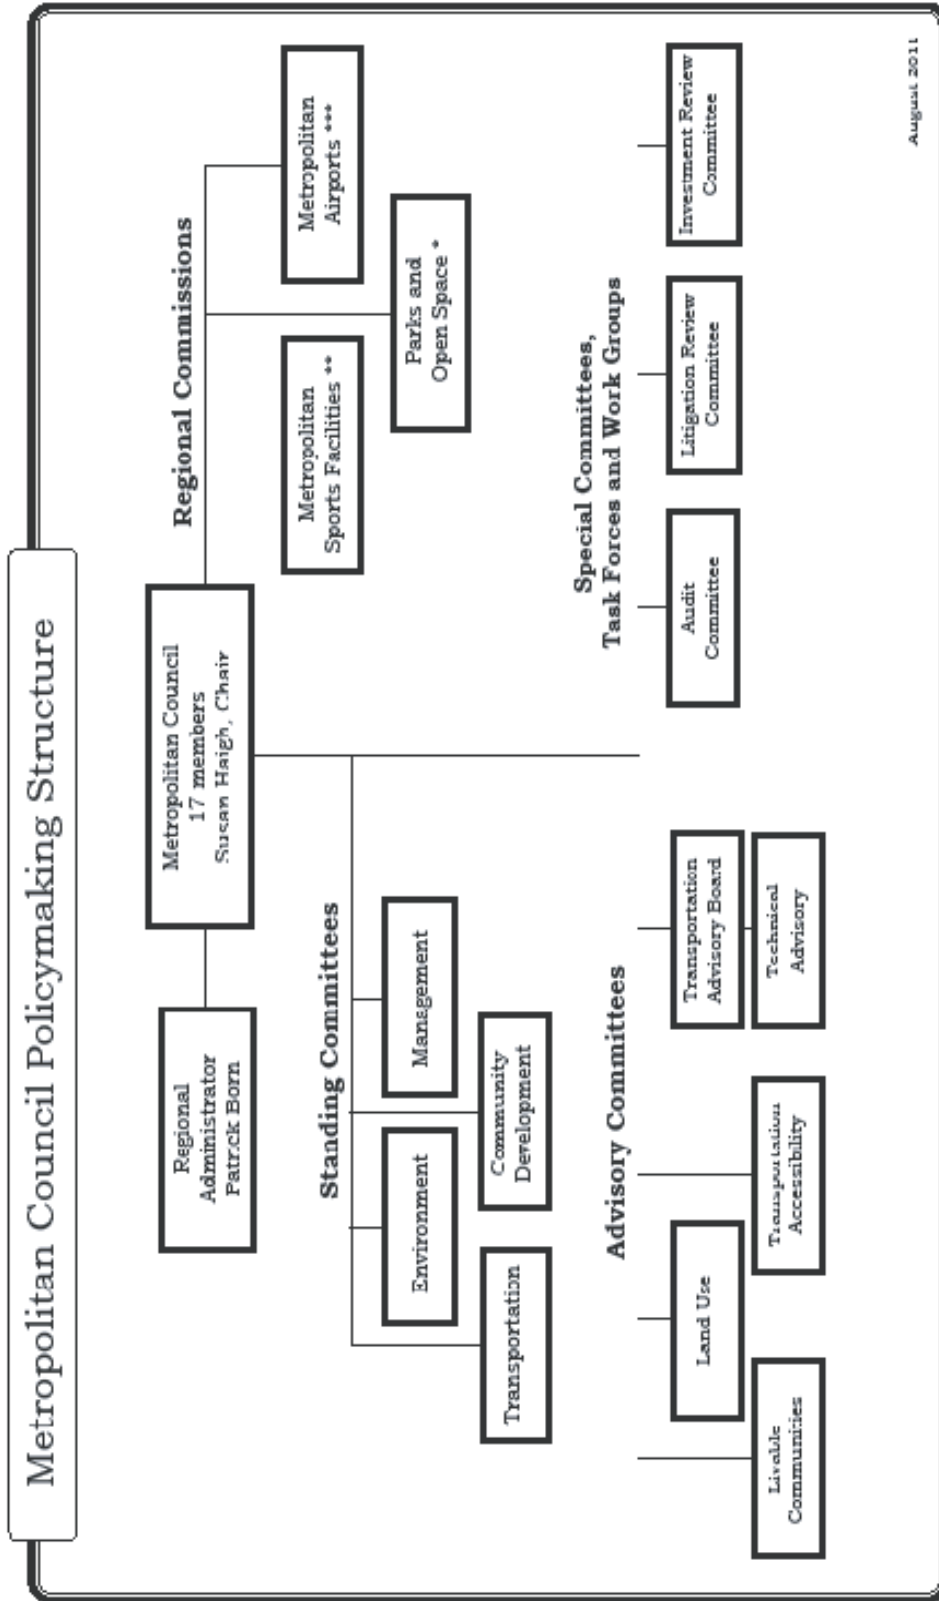 Metropolitan Council Policymaking Structure
Regional
Administrator
Patrick Born
Metropolitan Council
17 members
Susan Haigh, Chair
Regional Commissions
Metropolitan
Sports Facilities **
Metropolitan
Airports ***
Parks and
Open Space *
Standing Committees
Environment
Management
Transportation
Community
Development
Advisory Committees
Land Use
Transportation
Advisory Board
Livable
Communities
Transportation
Accessibility
Technical
Advisory
Special Committees,
Task Forces and Work Groups
Audit
Committee
Litigation Review
Committee
Investment Review
Committee
August 2011